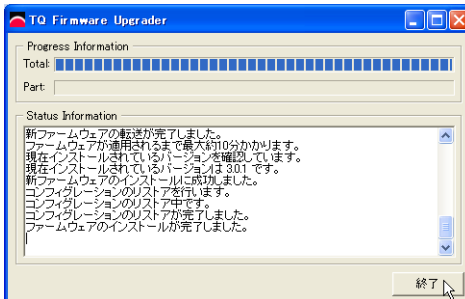 TQ Firmware Upgrader
Progress Information
Total:
Part:
Status Information
新ファームウェアの転送が完了しました。
ファームウェアが適用されるまで最大約10分かかります。
現在インストールされているバージョンを確認しています。
現在インストールされているバージョンは 3.0.1 です。
新ファームウェアのインストールに成功しました。
コンフィグレーションのリストアを行います。
コンフィグレーションのリストア中です。
コンフィグレーションのリストアが完了しました。
ファームウェアのインストールが完了しました。
終了